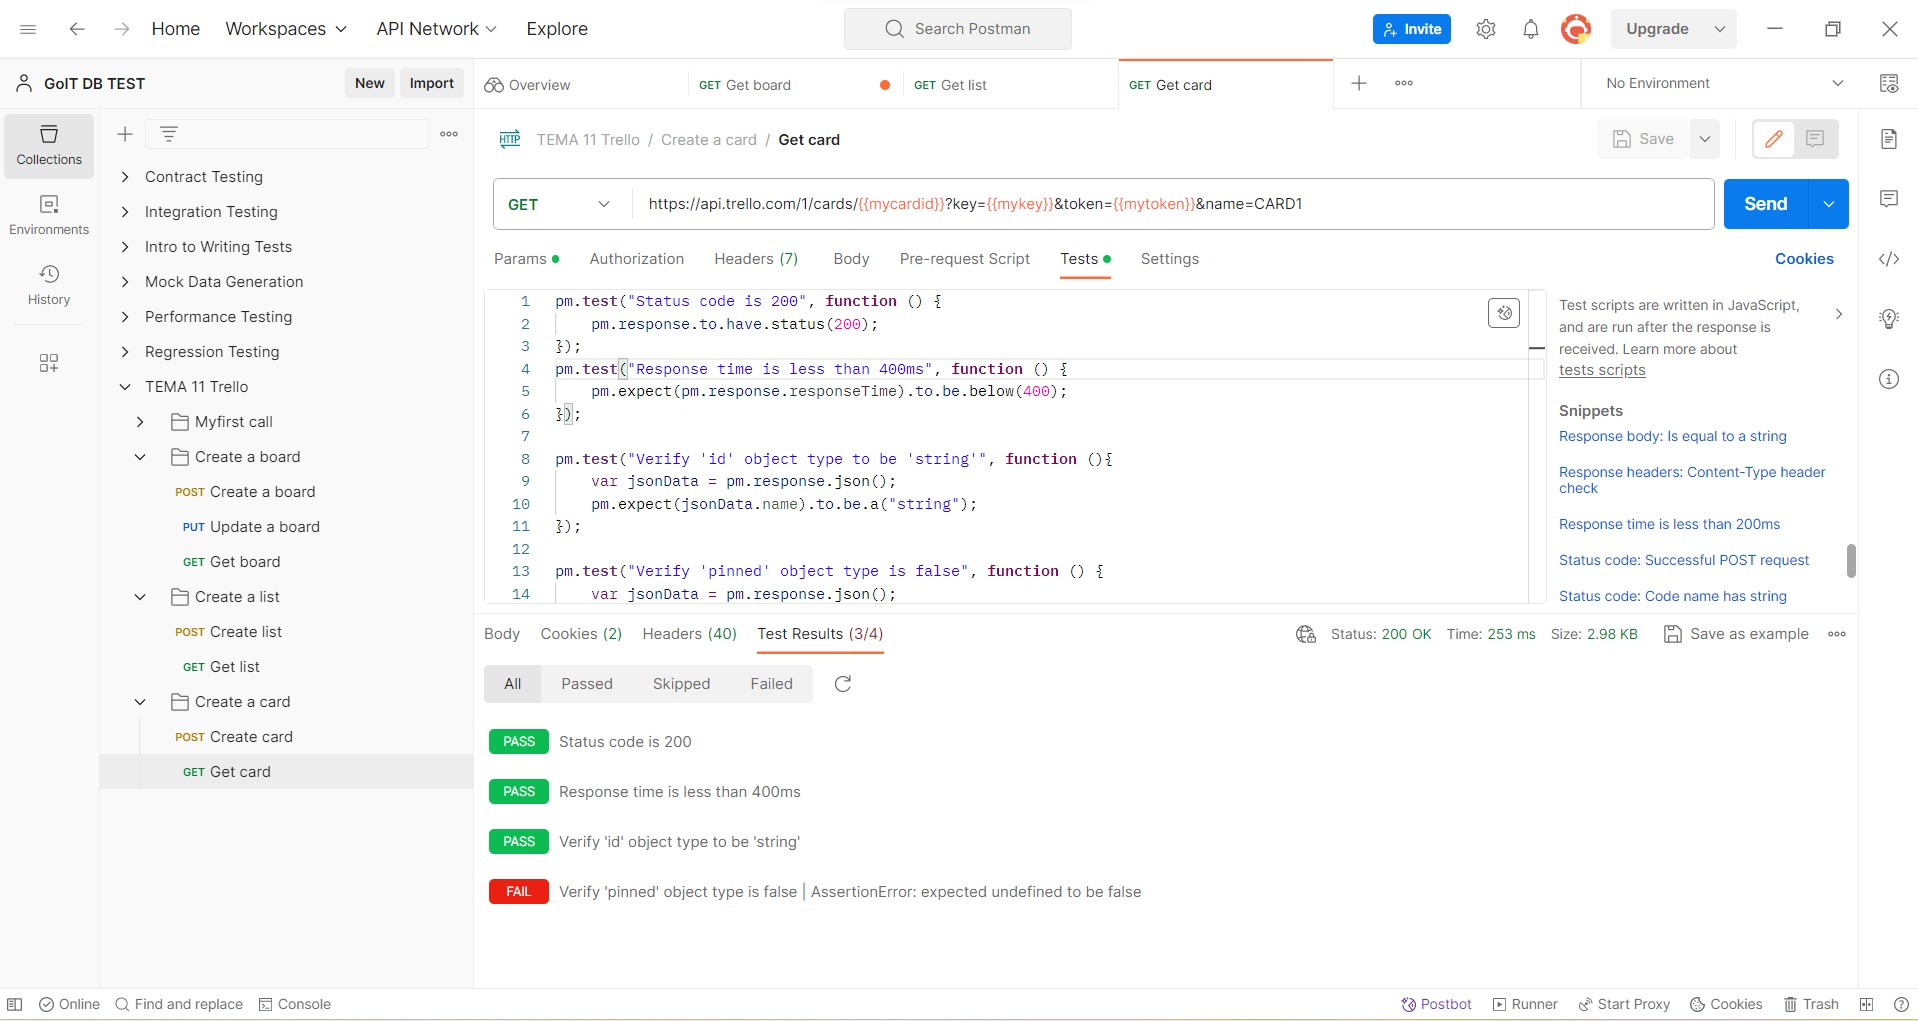 Home Workspaces API Network Explore Search Postman Invite Upgrade
GoIT DB TEST New Import Overview GET Get board GET Get list GET Get card No Environment
Collections
Environments
History
Contract Testing
Integration Testing
Intro to Writing Tests
Mock Data Generation
Performance Testing
Regression Testing
TEMA 11 Trello
Myfirst call
Create a board
POST Create a board
PUT Update a board
GET Get board
Create a list
POST Create list
GET Get list
Create a card
POST Create card
GET Get card
HTTP TEMA 11 Trello / Create a card / Get card Save
GET https://api.trello.com/1/cards/{{mycardid}}?key={{mykey}}&token={{mytoken}}&name=CARD1 Send
Params Authorization Headers (7) Body Pre-request Script Tests Settings Cookies
1 pm.test("Status code is 200", function () {
2 pm.response.to.have.status(200);
3 });
4 pm.test("Response time is less than 400ms", function () {
5 pm.expect(pm.response.responseTime).to.be.below(400);
6 });
7
8 pm.test("Verify 'id' object type to be 'string'", function (){
9 var jsonData = pm.response.json();
10 pm.expect(jsonData.name).to.be.a("string");
11 });
12
13 pm.test("Verify 'pinned' object type is false", function () {
14 var jsonData = pm.response.json();
Test scripts are written in JavaScript,
and are run after the response is
received. Learn more about
tests scripts
Snippets
Response body: Is equal to a string
Response headers: Content-Type header
check
Response time is less than 200ms
Status code: Successful POST request
Status code: Code name has string
Body Cookies (2) Headers (40) Test Results (3/4) Status: 200 OK Time: 253 ms Size: 2.98 KB Save as example
All Passed Skipped Failed
PASS Status code is 200
PASS Response time is less than 400ms
PASS Verify 'id' object type to be 'string'
FAIL Verify 'pinned' object type is false | AssertionError: expected undefined to be false
Online Find and replace Console Postbot Runner Start Proxy Cookies Trash